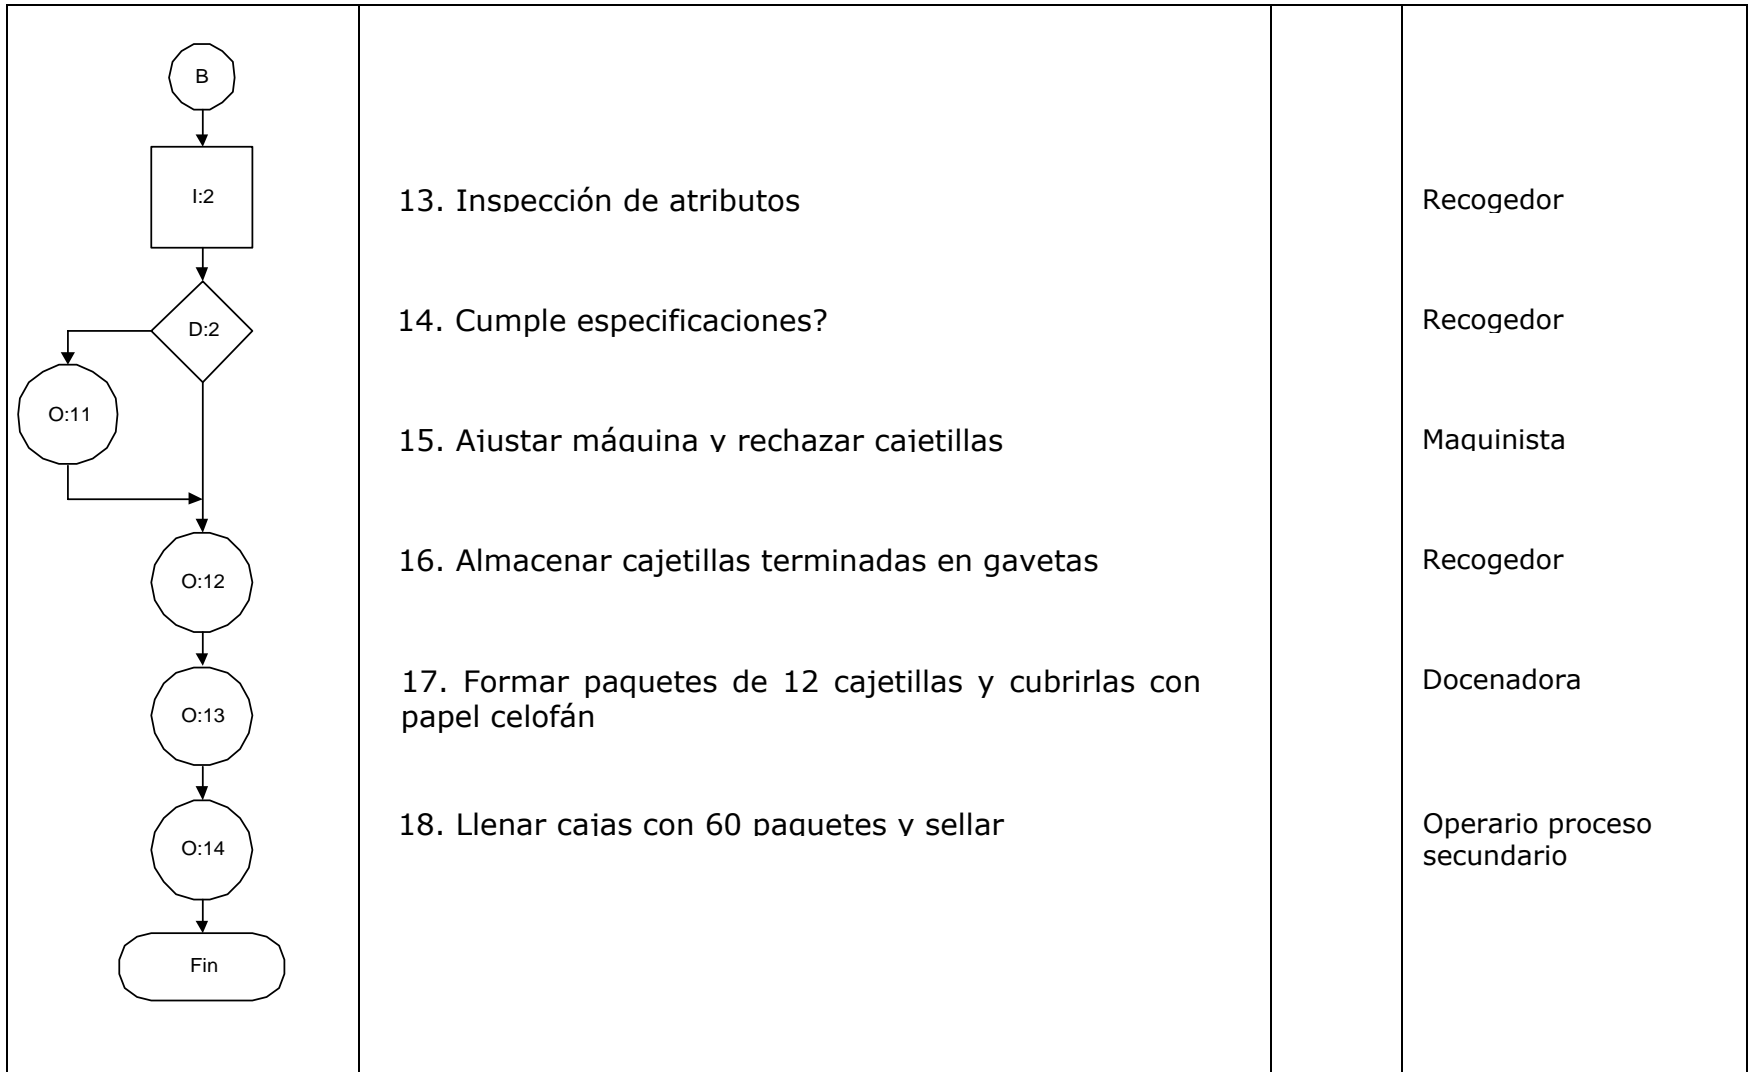 B
I:2
13. Inspección de atributos
Recogedor
D:2
14. Cumple especificaciones?
Recogedor
O:11
15. Ajustar máquina y rechazar cajetillas
Maquinista
O:12
16. Almacenar cajetillas terminadas en gavetas
Recogedor
O:13
17. Formar paquetes de 12 cajetillas y cubrirlas con
papel celofán
Docenadora
O:14
18. Llenar cajas con 60 paquetes y sellar
Operario proceso
secundario
Fin